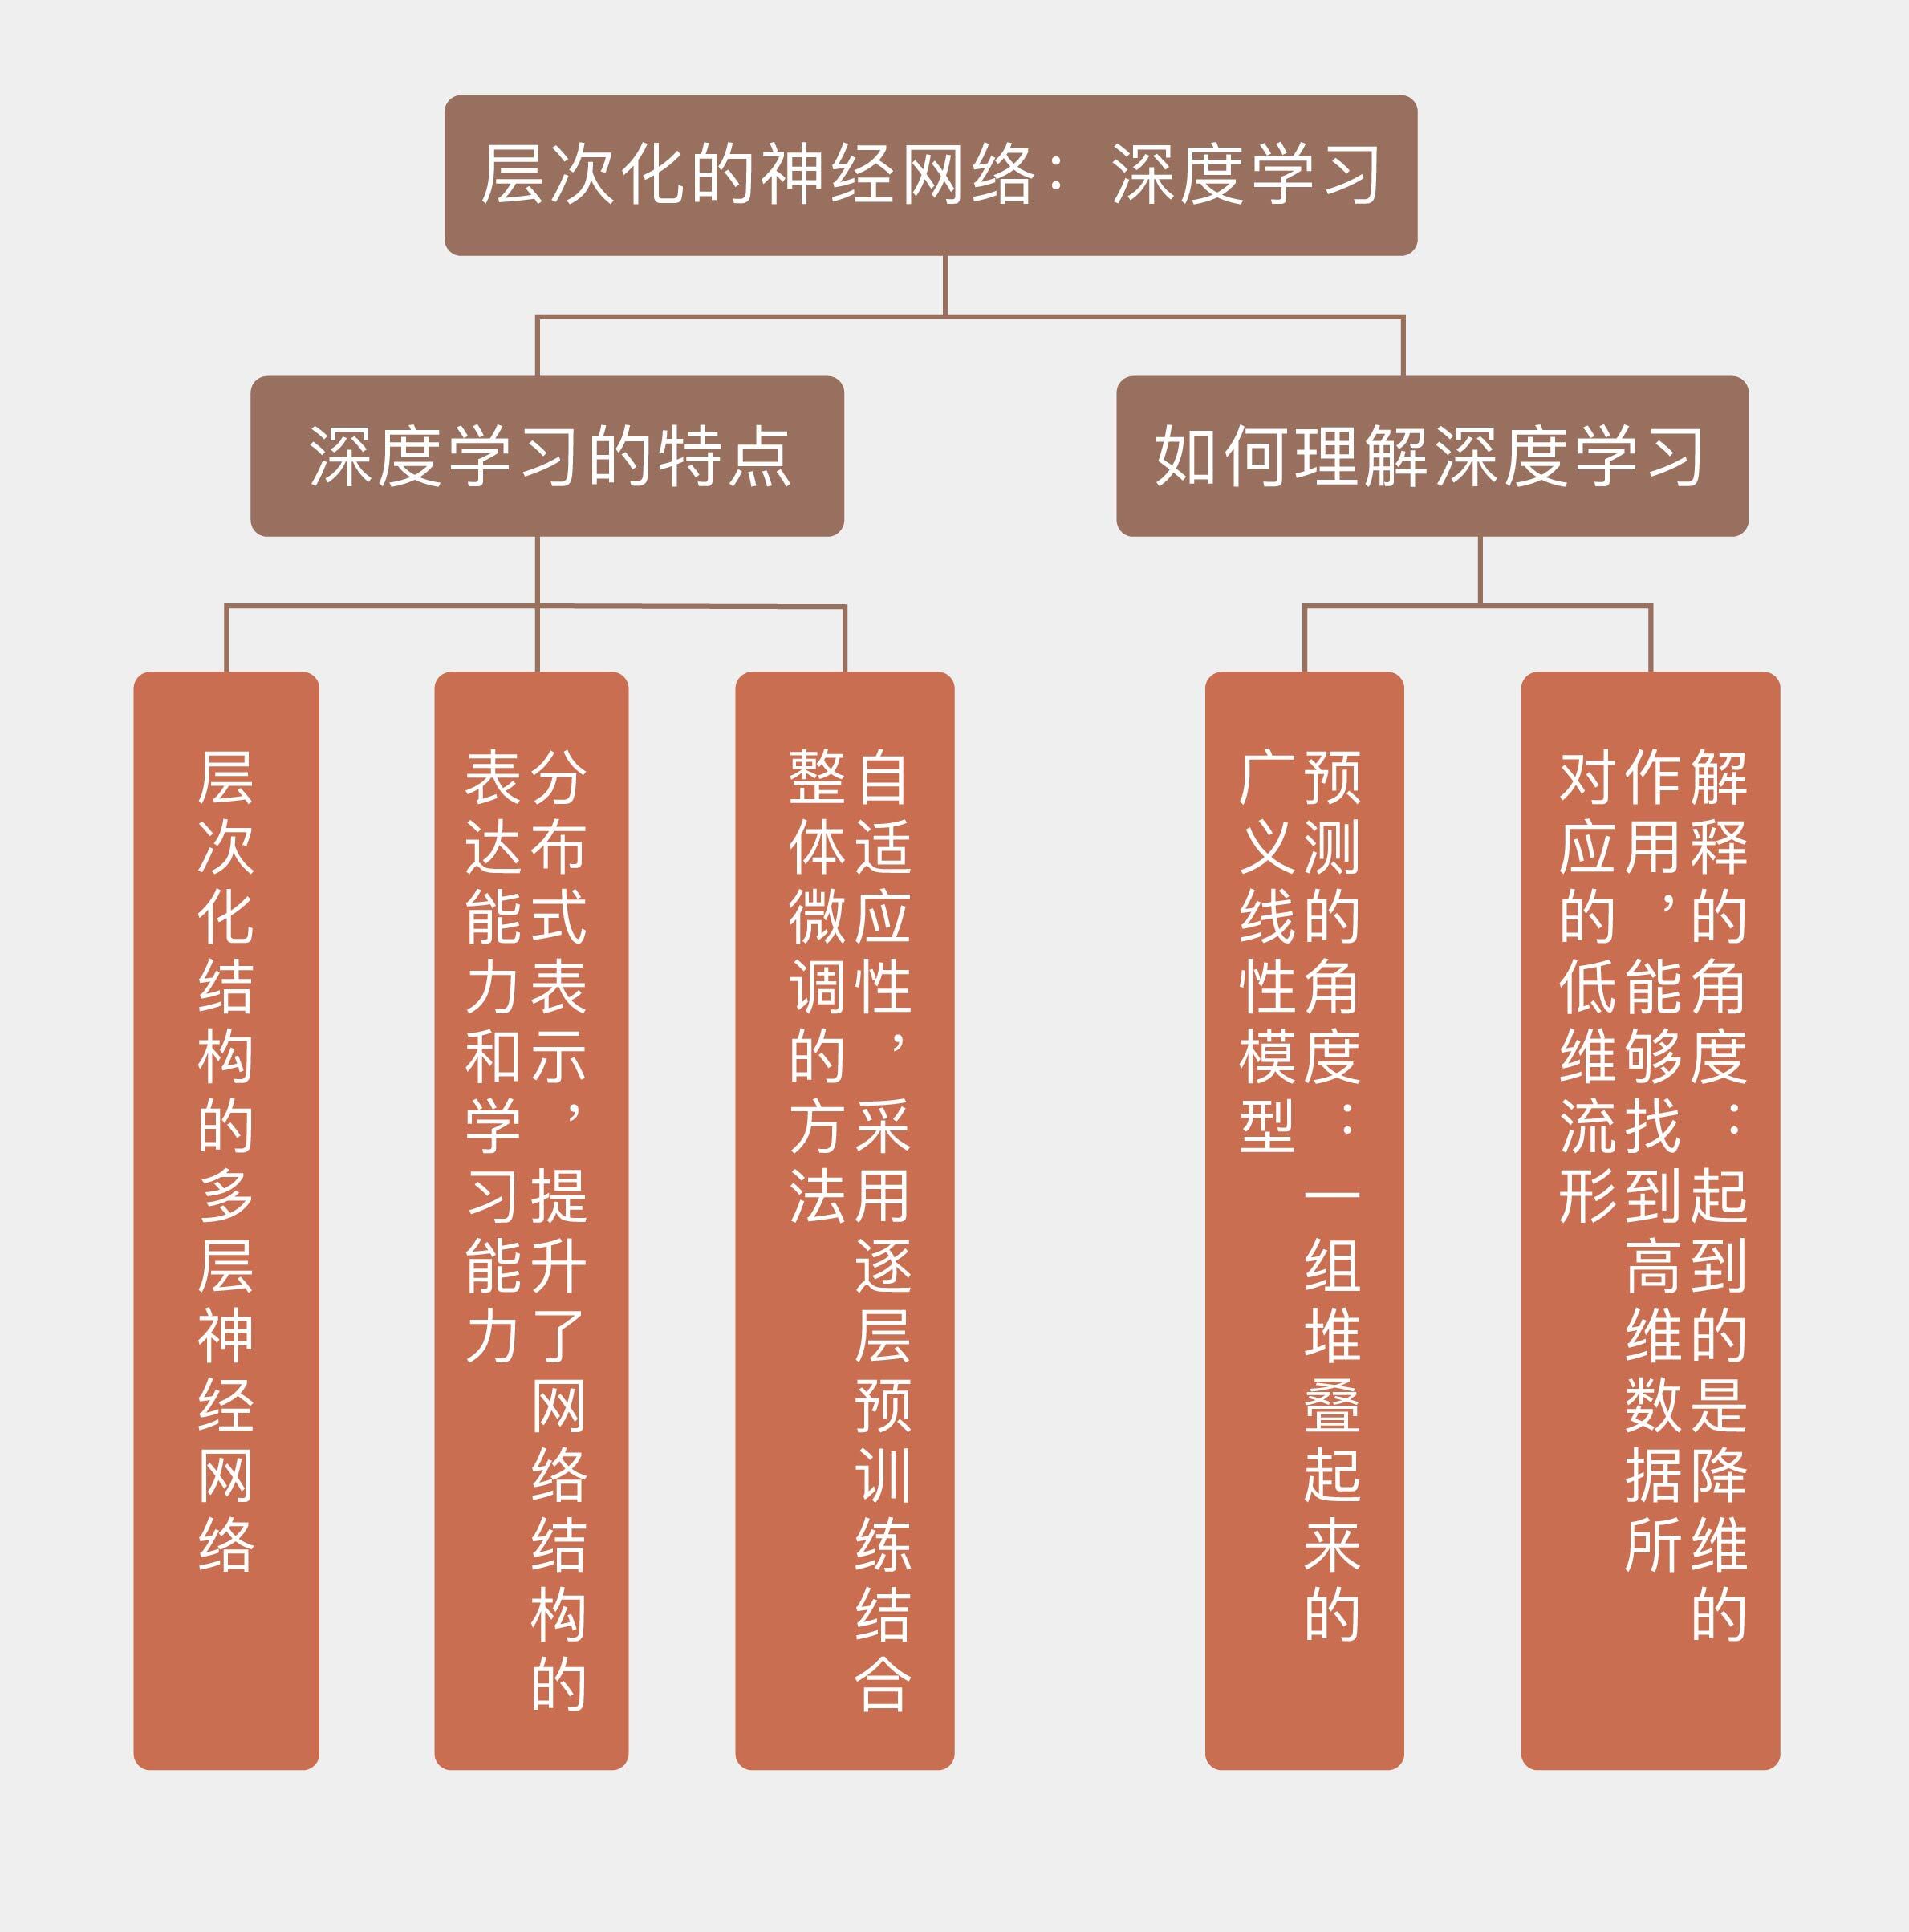 层次化的神经网络：深度学习
深度学习的特点
如何理解深度学习
层次化结构的多层神经网络
分布式表示，提升了网络结构的
表达能力和学习能力
自适应性，采用逐层预训练结合
整体微调的方法
预测的角度：一组堆叠起来的
广义线性模型
解释的角度：起到的是降维的
作用；能够找到高维数据所
对应的低维流形